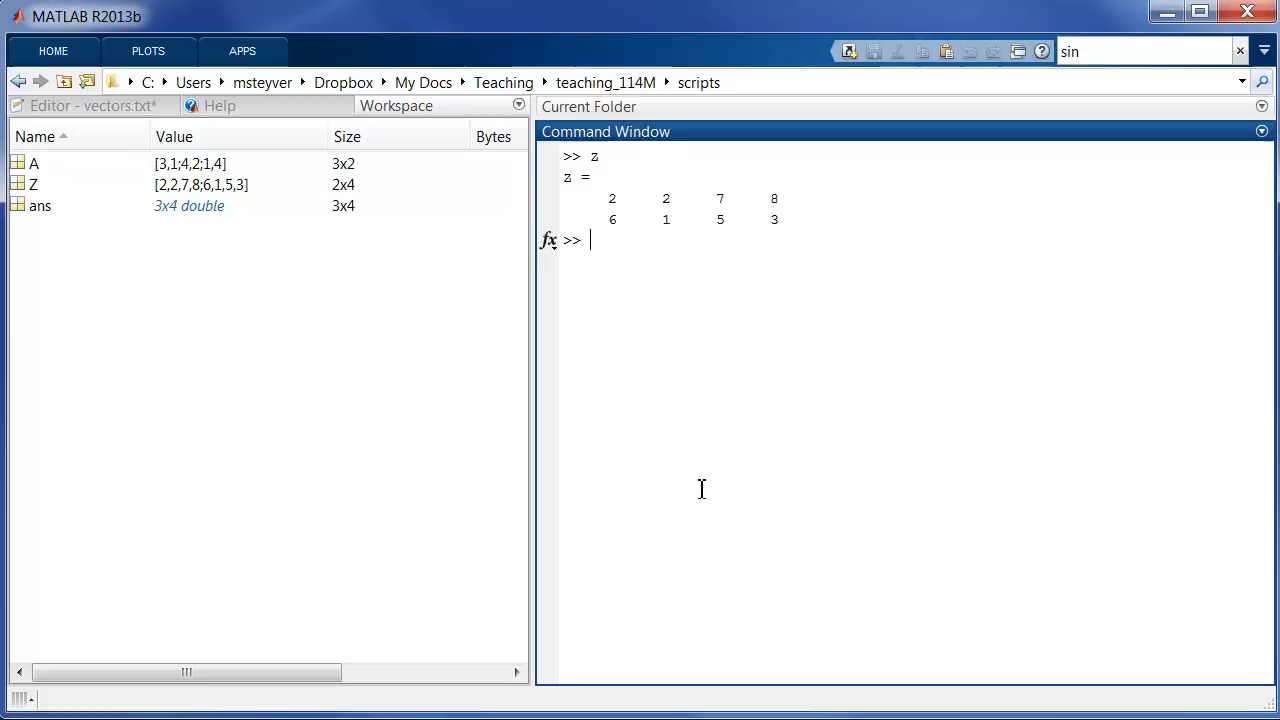 MATLAB R2013b
HOME PLOTS APPS sin
C: Users msteyver Dropbox My Docs Teaching teaching_114M scripts
Editor - vectors.txt* Help Workspace
Name Value Size Bytes
A [3,1;4,2;1,4] 3x2
Z [2,2,7,8;6,1,5,3] 2x4
ans 3x4 double 3x4
Current Folder
Command Window
>> z
z =
2 2 7 8
6 1 5 3
fx >>